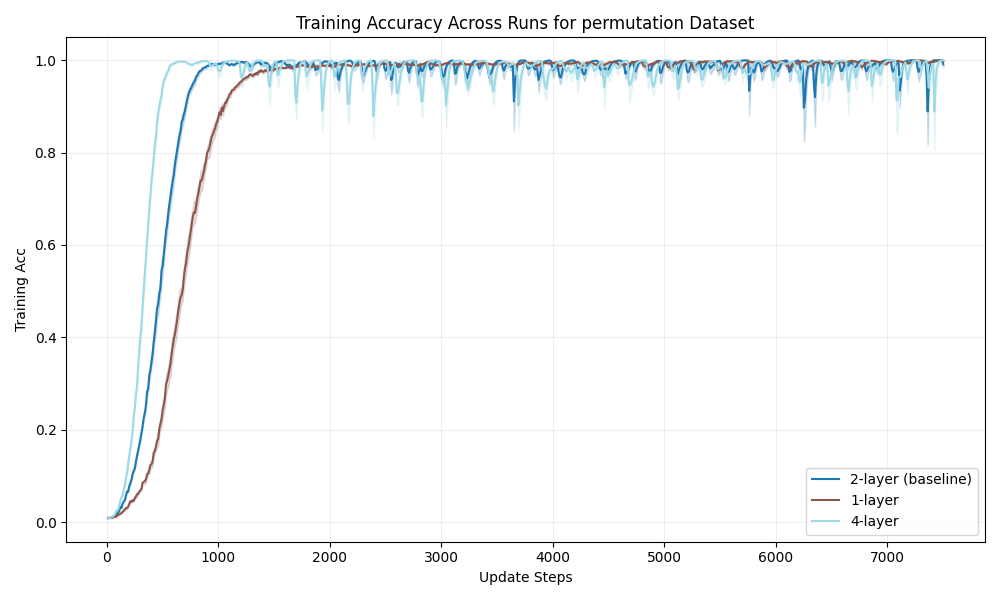 Training Accuracy Across Runs for permutation Dataset
Training Acc
1.0
0.8
0.6
0.4
0.2
0.0
0 1000 2000 3000 4000 5000 6000 7000
Update Steps
2-layer (baseline)
1-layer
4-layer